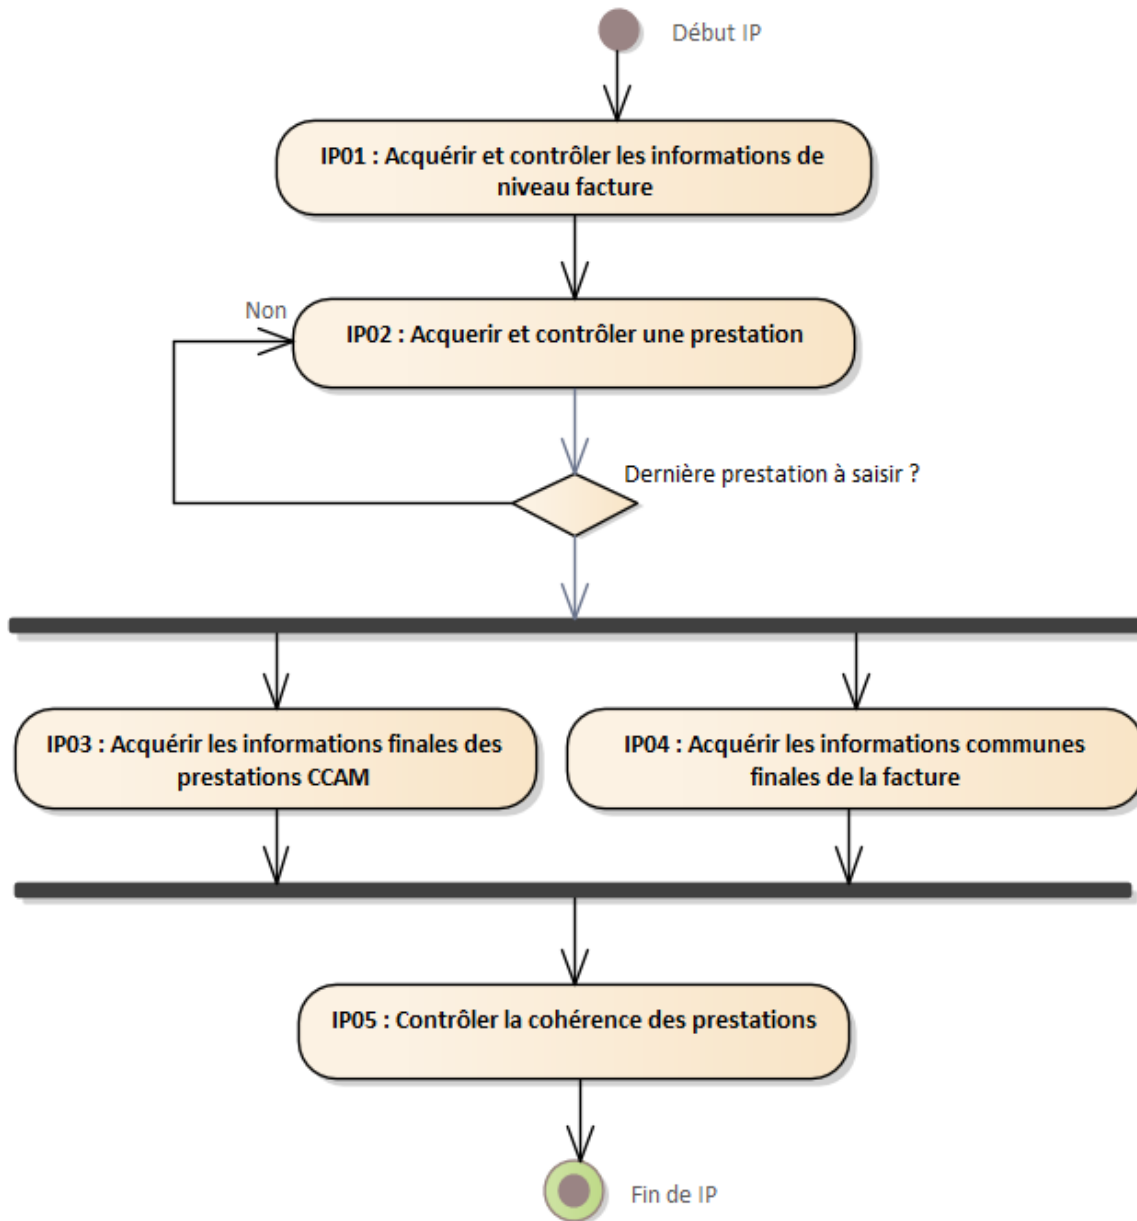 Début IP
IP01 : Acquérir et contrôler les informations de
niveau facture
Non
IP02 : Acquerir et contrôler une prestation
Dernière prestation à saisir ?
IP03 : Acquérir les informations finales des
prestations CCAM
IP04 : Acquérir les informations communes
finales de la facture
IP05 : Contrôler la cohérence des prestations
Fin de IP